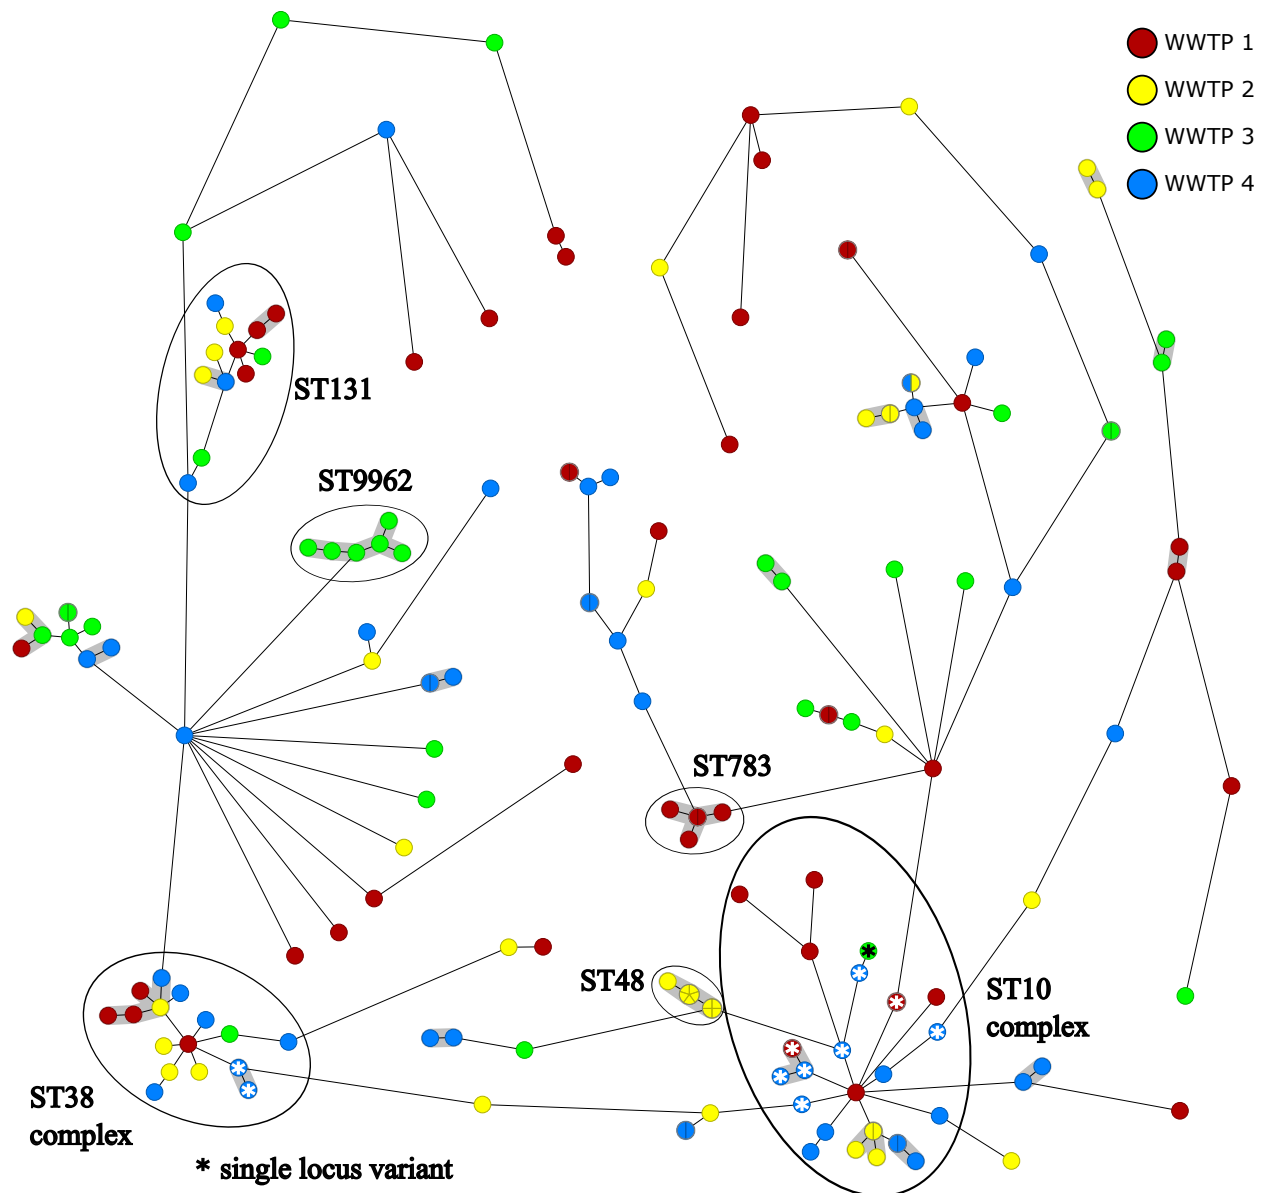 WWTP 1
WWTP 2
WWTP 3
WWTP 4
ST131
ST9962
ST783
ST48
ST10
complex
ST38
complex
* single locus variant